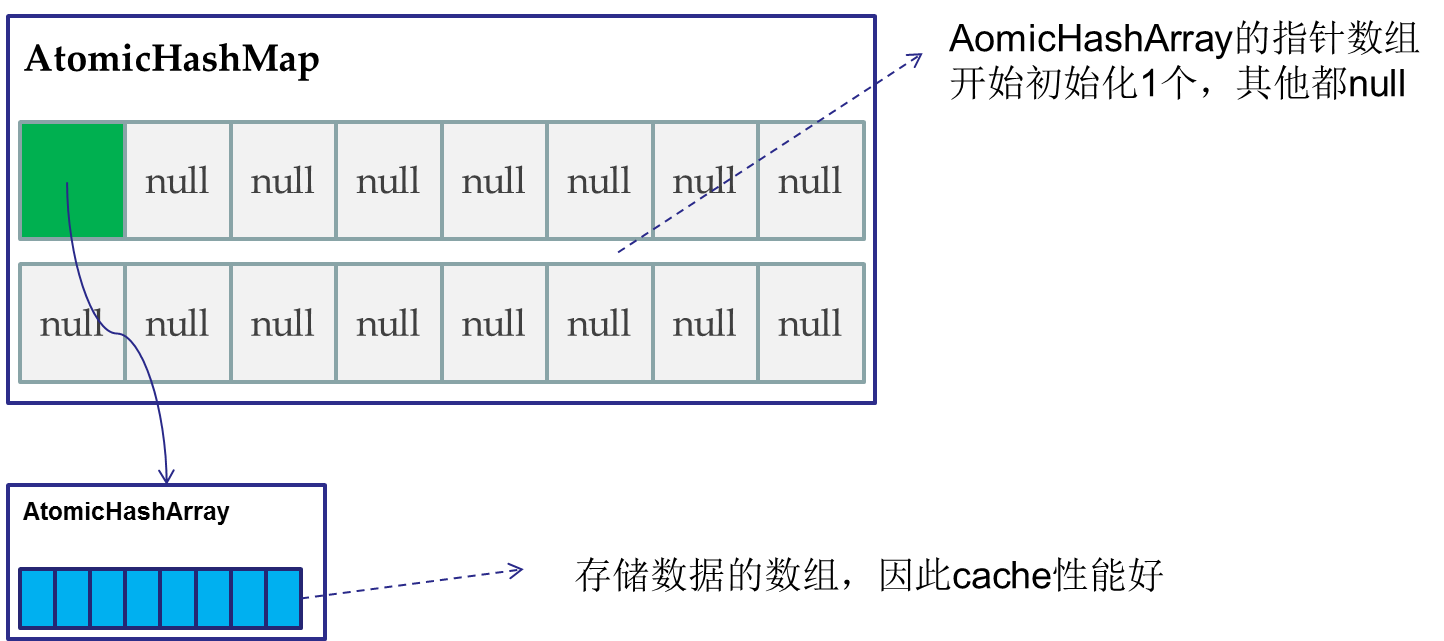 AtomicHashMap
AomicHashArray的指针数组
开始初始化1个，其他都null
null null null null null null null
null null null null null null null null
AtomicHashArray
存储数据的数组，因此cache性能好